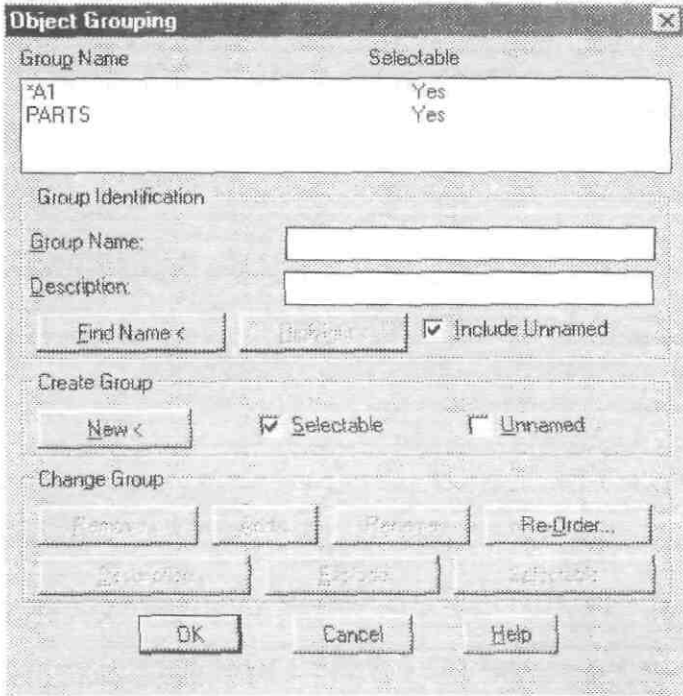 Object Grouping
Group Name Selectable
*A1 Yes
PARTS Yes
Group Identification
Group Name:
Description:
Find Name < Include Unnamed
Create Group
New < Selectable Unnamed
Change Group
Re-Order...
OK Cancel Help